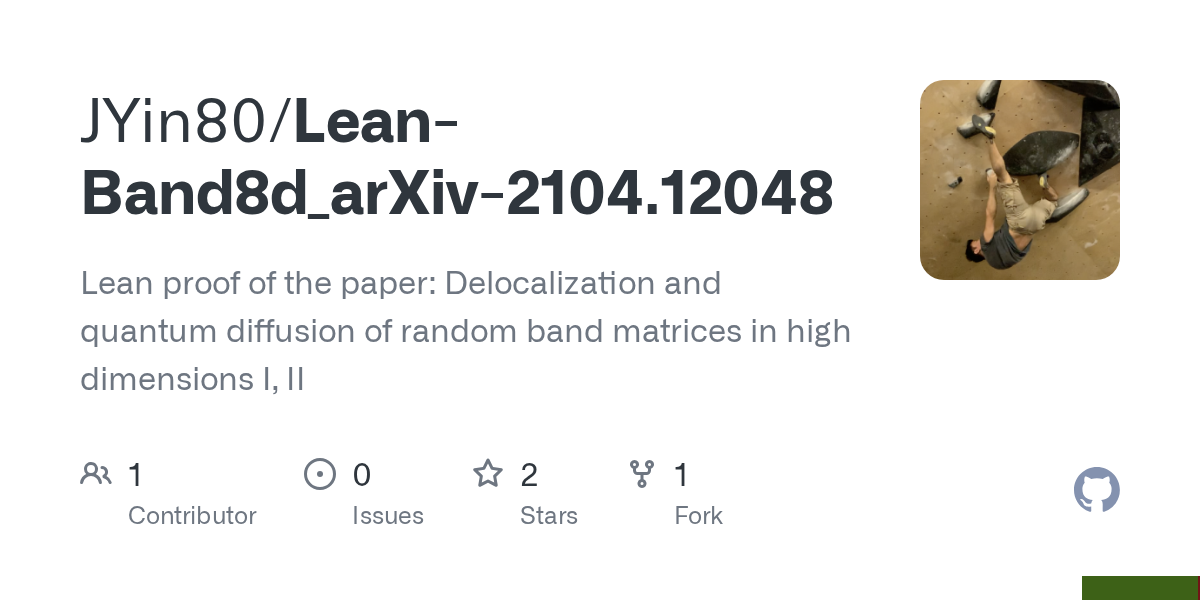 JYin80/Lean-
Band8d_arXiv-2104.12048
Lean proof of the paper: Delocalization and
quantum diffusion of random band matrices in high
dimensions I, II
1
Contributor
0
Issues
2
Stars
1
Fork